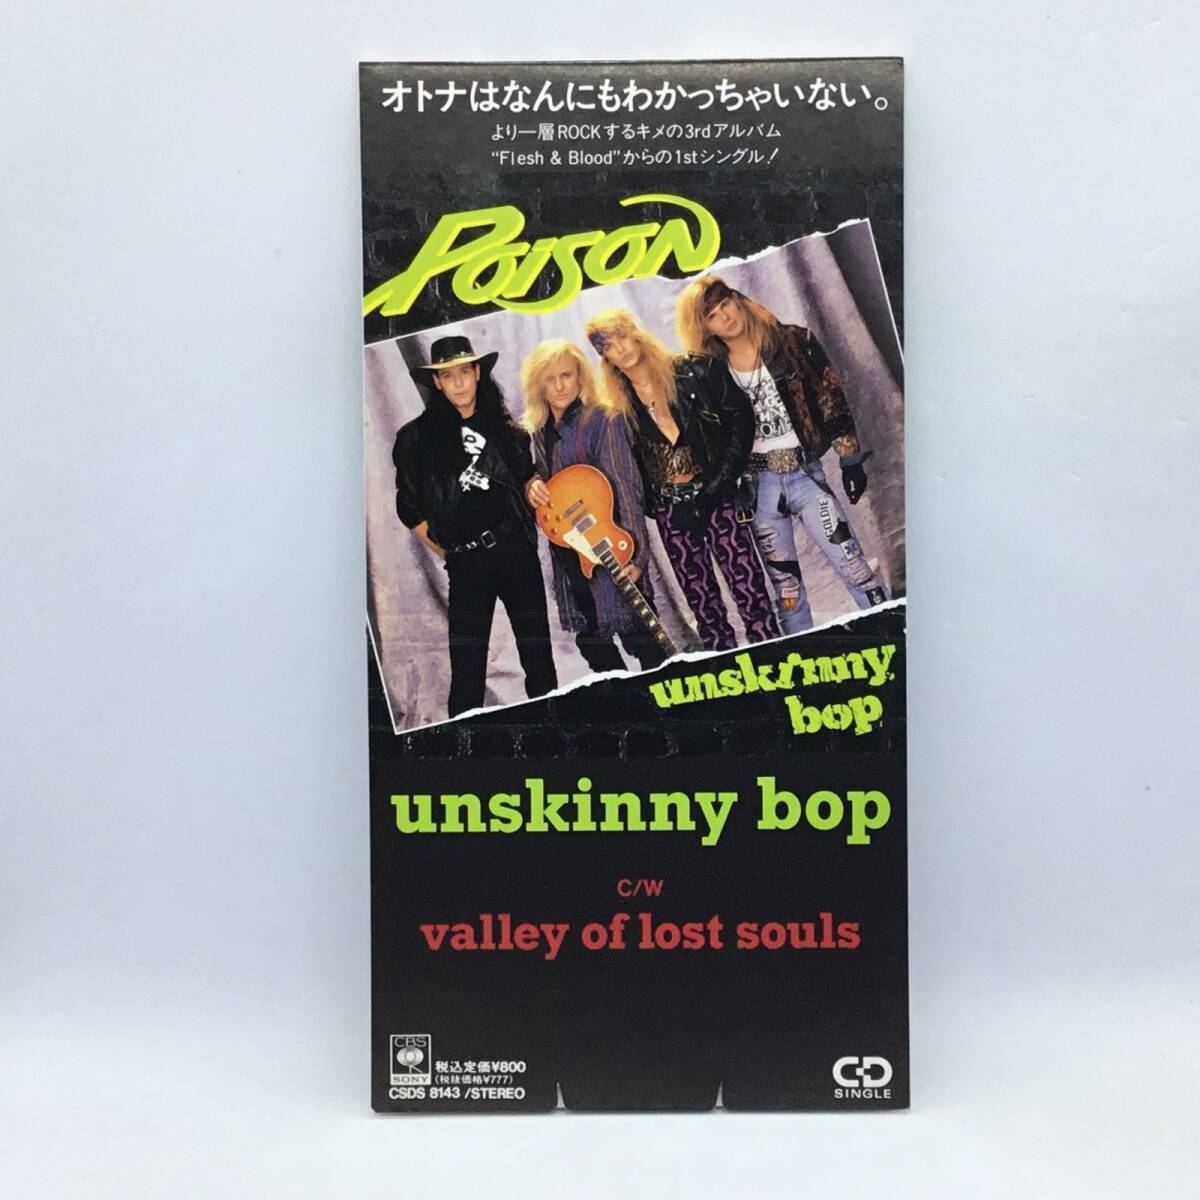 オトナはなんにもわかっちゃいない。
より一層ROCKするキメの3rdアルバム
“Flesh & Blood”からの1stシングル！
POISON
GOLDIE
unskinny
bop
unskinny bop
C/W
valley of lost souls
CBS
SONY
税込定価¥800
(税抜価格¥777)
CSDS 8143 /STEREO
CD
SINGLE